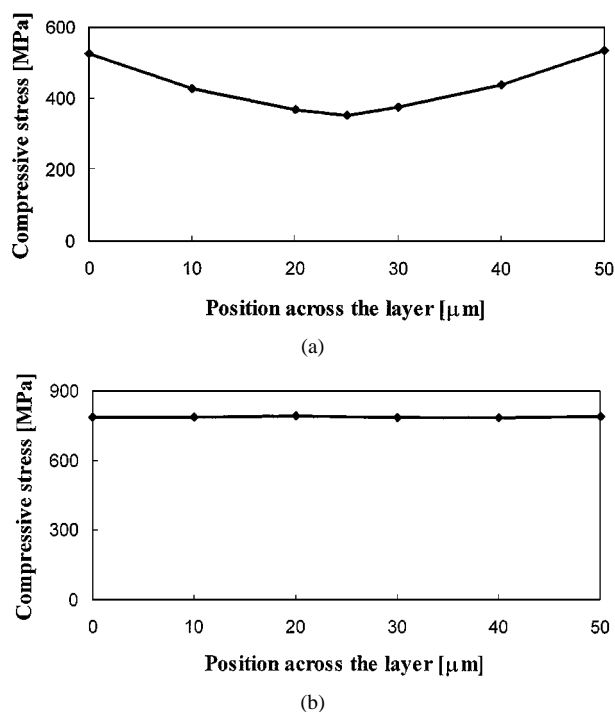 600
400
200
0
Compressive stress [MPa]
0 10 20 30 40 50
Position across the layer [μm]
(a)
900
600
300
0
Compressive stress [MPa]
0 10 20 30 40 50
Position across the layer [μm]
(b)